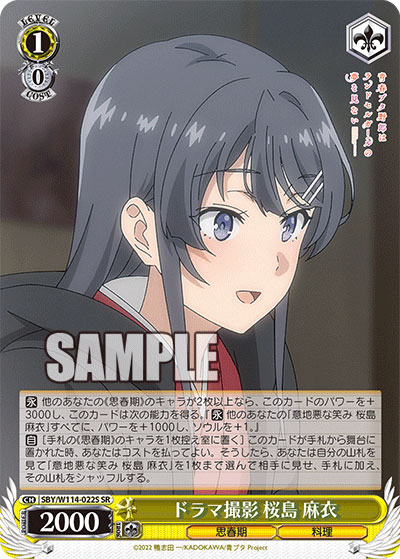 LEVEL
1
0
COST
青春ブタ野郎は
ランドセルガールの
夢を見ない
SAMPLE
永 他のあなたの《思春期》のキャラが2枚以上なら、このカードのパワーを+
3000し、このカードは次の能力を得る。『永 他のあなたの「意地悪な笑み 桜島
麻衣」すべてに、パワーを+1000し、ソウルを+1。』
自 [手札の《思春期》のキャラを1枚控え室に置く] このカードが手札から舞台
に置かれた時、あなたはコストを払ってよい。そうしたら、あなたは自分の山札を
見て「意地悪な笑み 桜島 麻衣」を1枚まで選んで相手に見せ、手札に加え、
その山札をシャッフルする。
CH SBY/W114-022S SR
POWER
2000
SOUL
ドラマ撮影 桜島 麻衣
思春期
料理
©2022 鴨志田 一/KADOKAWA/青ブタ Project